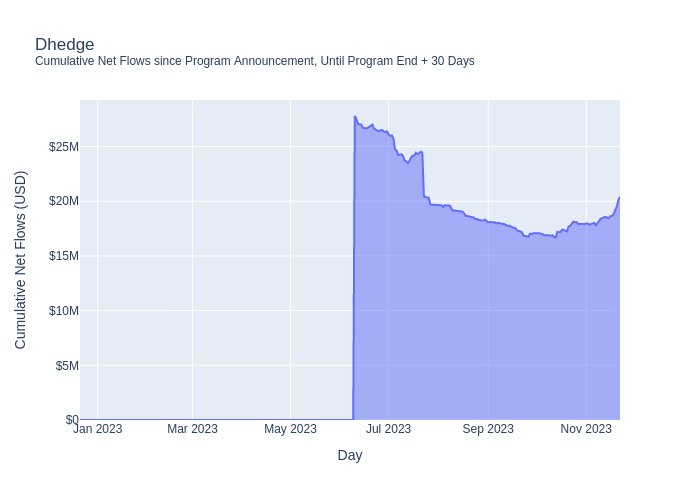 Dhedge
Cumulative Net Flows since Program Announcement, Until Program End + 30 Days
Cumulative Net Flows (USD)
$25M
$20M
$15M
$10M
$5M
$0
Jan 2023
Mar 2023
May 2023
Jul 2023
Sep 2023
Nov 2023
Day